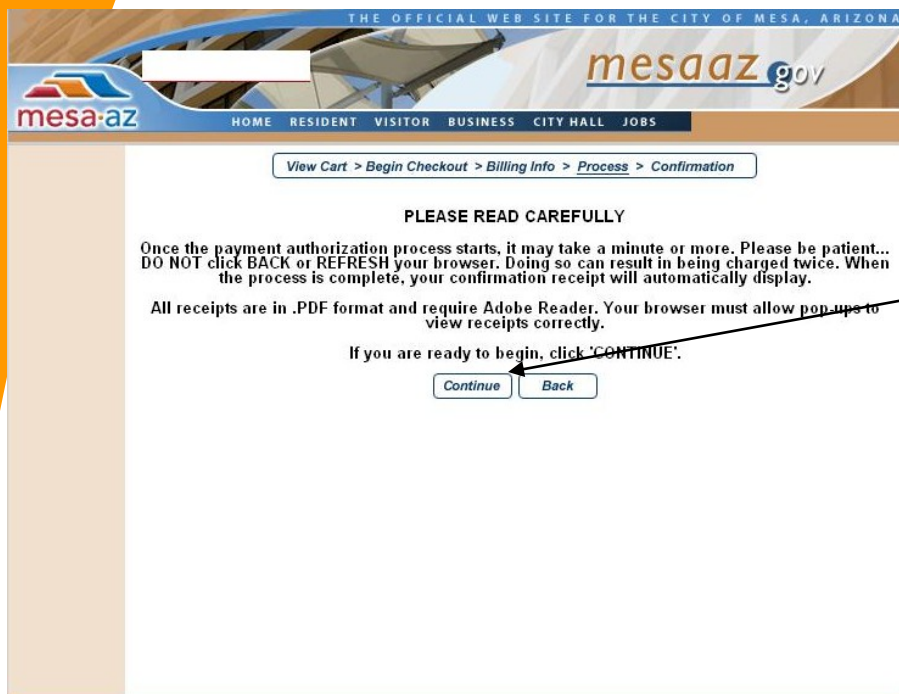 THE OFFICIAL WEB SITE FOR THE CITY OF MESA, ARIZONA
mesaaz gov
mesa·az
HOME RESIDENT VISITOR BUSINESS CITY HALL JOBS
View Cart > Begin Checkout > Billing Info > Process > Confirmation
PLEASE READ CAREFULLY
Once the payment authorization process starts, it may take a minute or more. Please be patient...
DO NOT click BACK or REFRESH your browser. Doing so can result in being charged twice. When
the process is complete, your confirmation receipt will automatically display.
All receipts are in .PDF format and require Adobe Reader. Your browser must allow pop-ups to
view receipts correctly.
If you are ready to begin, click 'CONTINUE'.
Continue Back